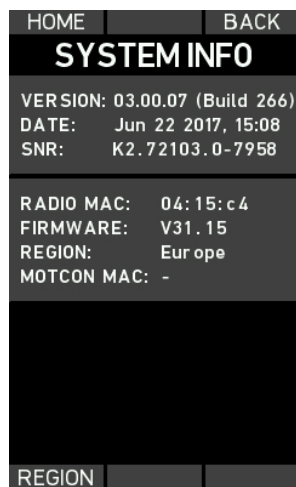 HOME BACK
SYSTEM INFO
VERSION: 03.00.07 (Build 266)
DATE: Jun 22 2017, 15:08
SNR: K2.72103.0-7958
RADIO MAC: 04:15:c4
FIRMWARE: V31.15
REGION: Europe
MOTCON MAC: -
REGION